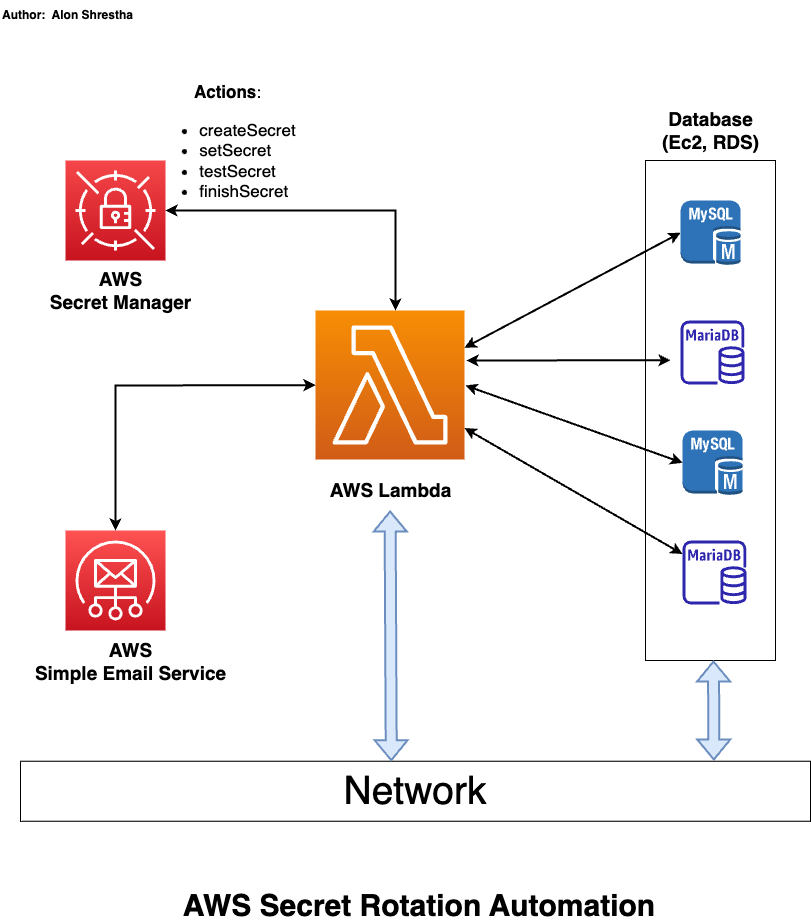 Author: Alon Shrestha
Actions:
• createSecret
• setSecret
• testSecret
• finishSecret
Database
(Ec2, RDS)
MySQL
M
AWS
Secret Manager
MariaDB
MySQL
M
AWS Lambda
MariaDB
AWS
Simple Email Service
Network
AWS Secret Rotation Automation